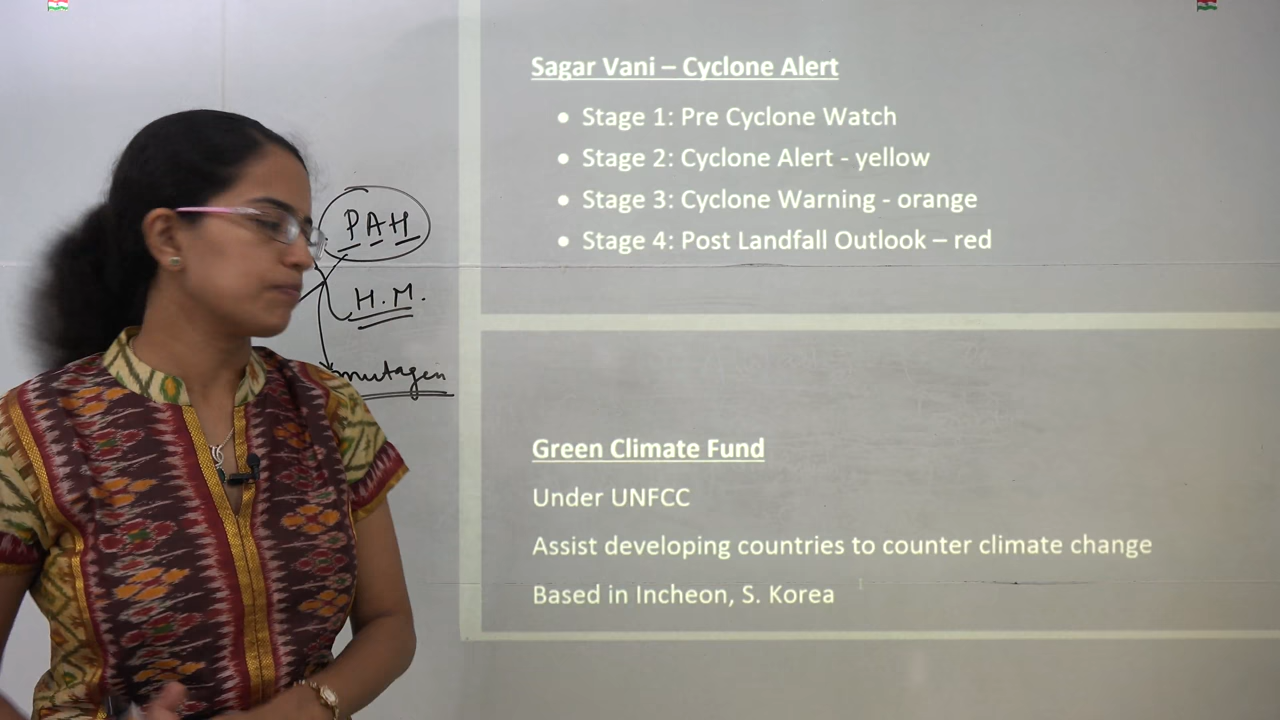 Sagar Vani – Cyclone Alert
• Stage 1: Pre Cyclone Watch
• Stage 2: Cyclone Alert - yellow
• Stage 3: Cyclone Warning - orange
• Stage 4: Post Landfall Outlook – red
PAH
H.M.
mutagen
Green Climate Fund
Under UNFCC
Assist developing countries to counter climate change
Based in Incheon, S. Korea